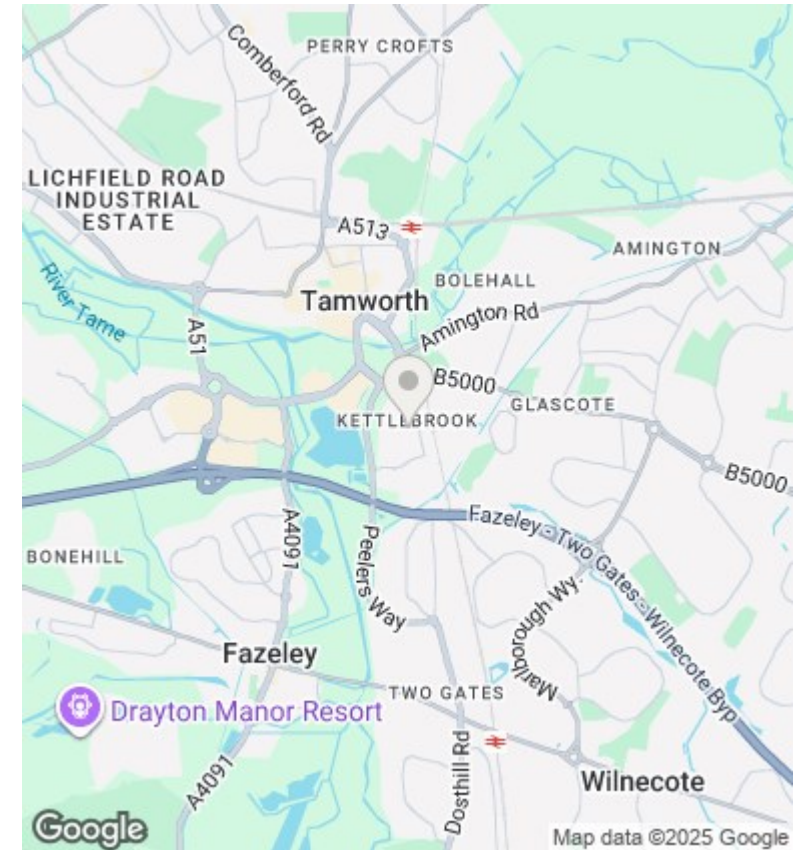 PERRY CROFTS
Comberford Rd
LICHFIELD ROAD
INDUSTRIAL
ESTATE
A513
AMINGTON
BOLEHALL
River Tame
Tamworth
Amington Rd
A51
B5000
GLASCOTE
KETTLEBROOK
B5000
Fazeley - Two Gates - Wilnecote Byp
A4091
Peelers Way
BONEHILL
Marlborough Wy.
Fazeley
TWO GATES
Drayton Manor Resort
Dosthill Rd
A4091
Wilnecote
Google
Map data ©2025 Google